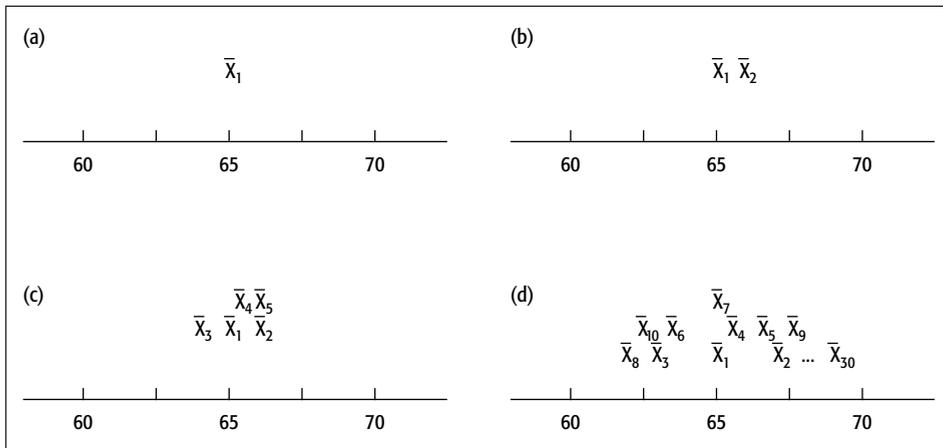 (a)
X̅₁
60 65 70
(b)
X̅₁ X̅₂
60 65 70
(c)
X̅₄ X̅₅
X̅₃ X̅₁ X̅₂
60 65 70
(d)
X̅₇
X̅₁₀ X̅₆ X̅₄ X̅₅ X̅₉
X̅₈ X̅₃ X̅₁ X̅₂ ... X̅₃₀
60 65 70